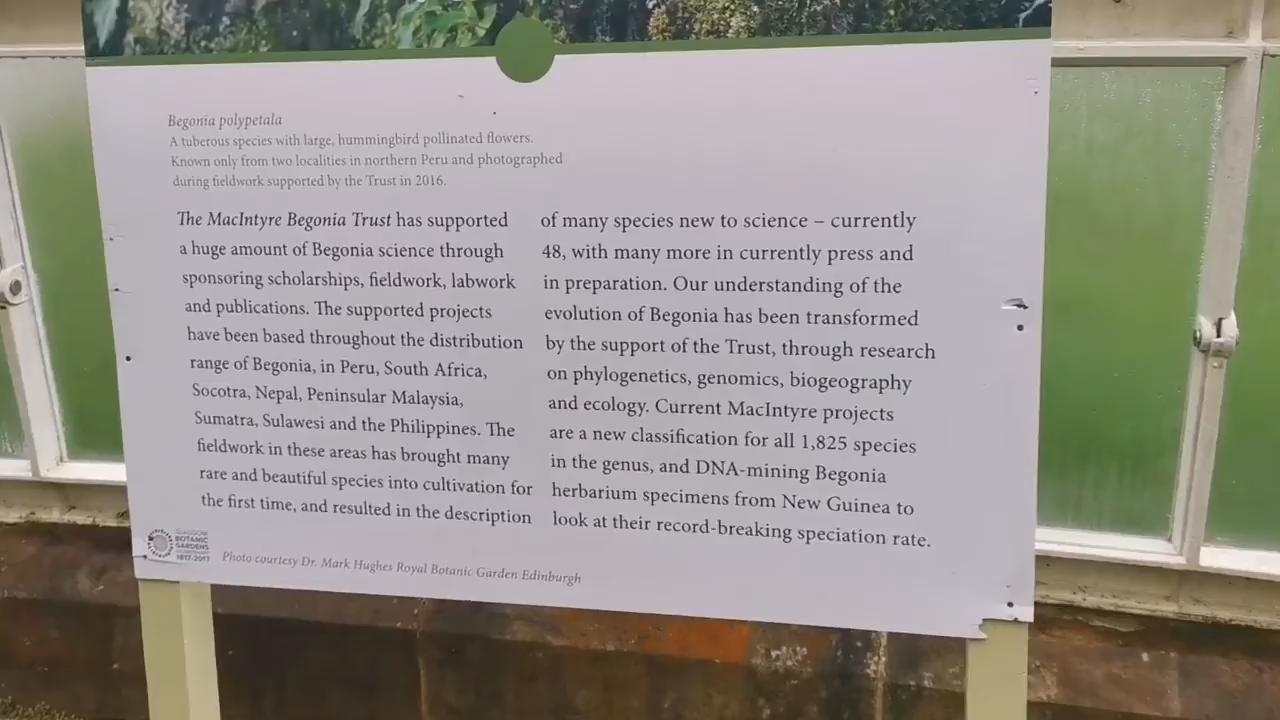 Begonia polypetala
A tuberous species with large, hummingbird pollinated flowers.
Known only from two localities in northern Peru and photographed
during fieldwork supported by the Trust in 2016.
The MacIntyre Begonia Trust has supported
a huge amount of Begonia science through
sponsoring scholarships, fieldwork, labwork
and publications. The supported projects
have been based throughout the distribution
range of Begonia, in Peru, South Africa,
Socotra, Nepal, Peninsular Malaysia,
Sumatra, Sulawesi and the Philippines. The
fieldwork in these areas has brought many
rare and beautiful species into cultivation for
the first time, and resulted in the description
of many species new to science – currently
48, with many more in currently press and
in preparation. Our understanding of the
evolution of Begonia has been transformed
by the support of the Trust, through research
on phylogenetics, genomics, biogeography
and ecology. Current MacIntyre projects
are a new classification for all 1,825 species
in the genus, and DNA-mining Begonia
herbarium specimens from New Guinea to
look at their record-breaking speciation rate.
GLASGOW
BOTANIC
GARDENS
1817-2017
Photo courtesy Dr. Mark Hughes Royal Botanic Garden Edinburgh